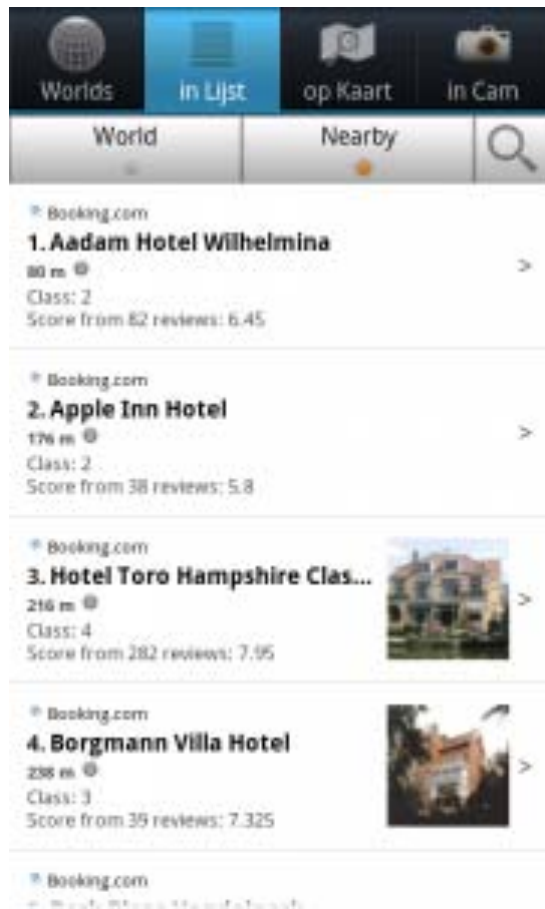 Worlds in Lijst op Kaart in Cam
World Nearby
Booking.com
1. Aadam Hotel Wilhelmina
80 m
>
Class: 2
Score from 82 reviews: 6.45
Booking.com
2. Apple Inn Hotel
176 m
>
Class: 2
Score from 38 reviews: 5.8
Booking.com
3. Hotel Toro Hampshire Clas...
216 m
>
Class: 4
Score from 282 reviews: 7.95
Booking.com
4. Borgmann Villa Hotel
238 m
>
Class: 3
Score from 39 reviews: 7.325
Booking.com